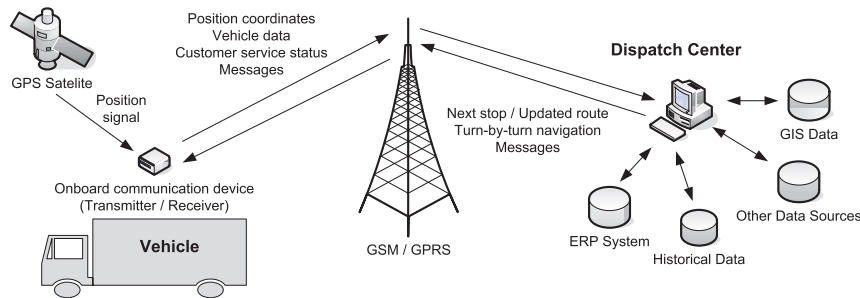 Position coordinates
Vehicle data
Customer service status
Messages
GPS Satelite
Position
signal
Onboard communication device
(Transmitter / Receiver)
Vehicle
GSM / GPRS
Next stop / Updated route
Turn-by-turn navigation
Messages
Dispatch Center
GIS Data
Other Data Sources
ERP System
Historical Data